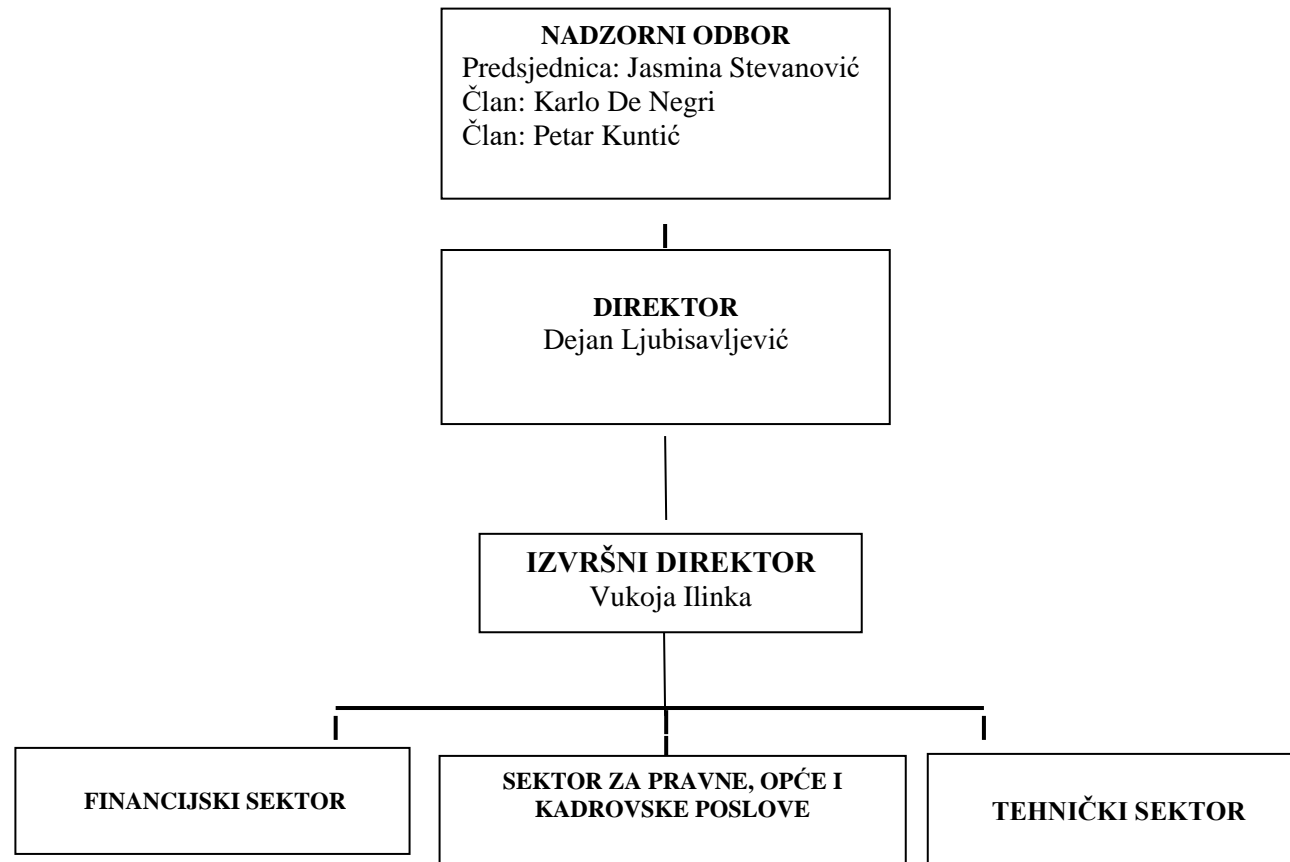 NADZORNI ODBOR
Predsjednica: Jasmina Stevanović
Član: Karlo De Negri
Član: Petar Kuntić
DIREKTOR
Dejan Ljubisavljević
IZVRŠNI DIREKTOR
Vukoja Ilinka
FINANCIJSKI SEKTOR
SEKTOR ZA PRAVNE, OPĆE I
KADROVSKE POSLOVE
TEHNIČKI SEKTOR